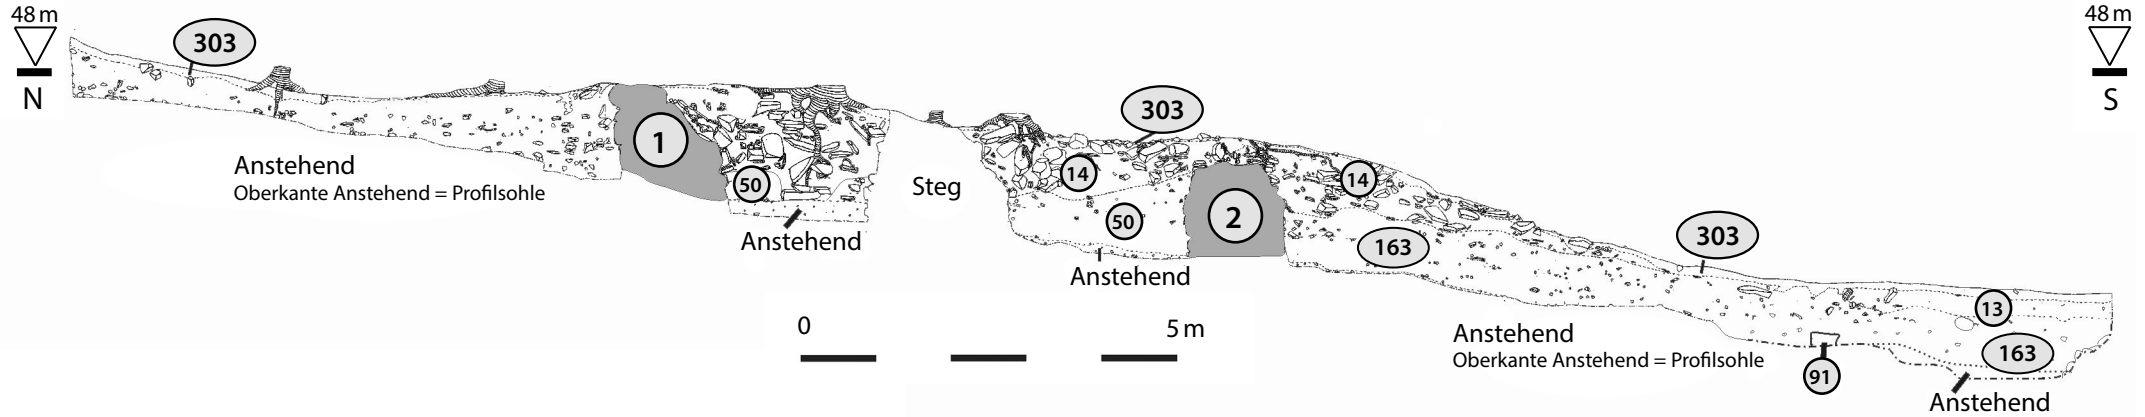 48 m
N
303
Anstehend
Oberkante Anstehend = Profilsohle
1
50
Anstehend
Steg
303
14
50
Anstehend
2
14
163
0
5 m
303
Anstehend
Oberkante Anstehend = Profilsohle
91
13
163
Anstehend
48 m
S